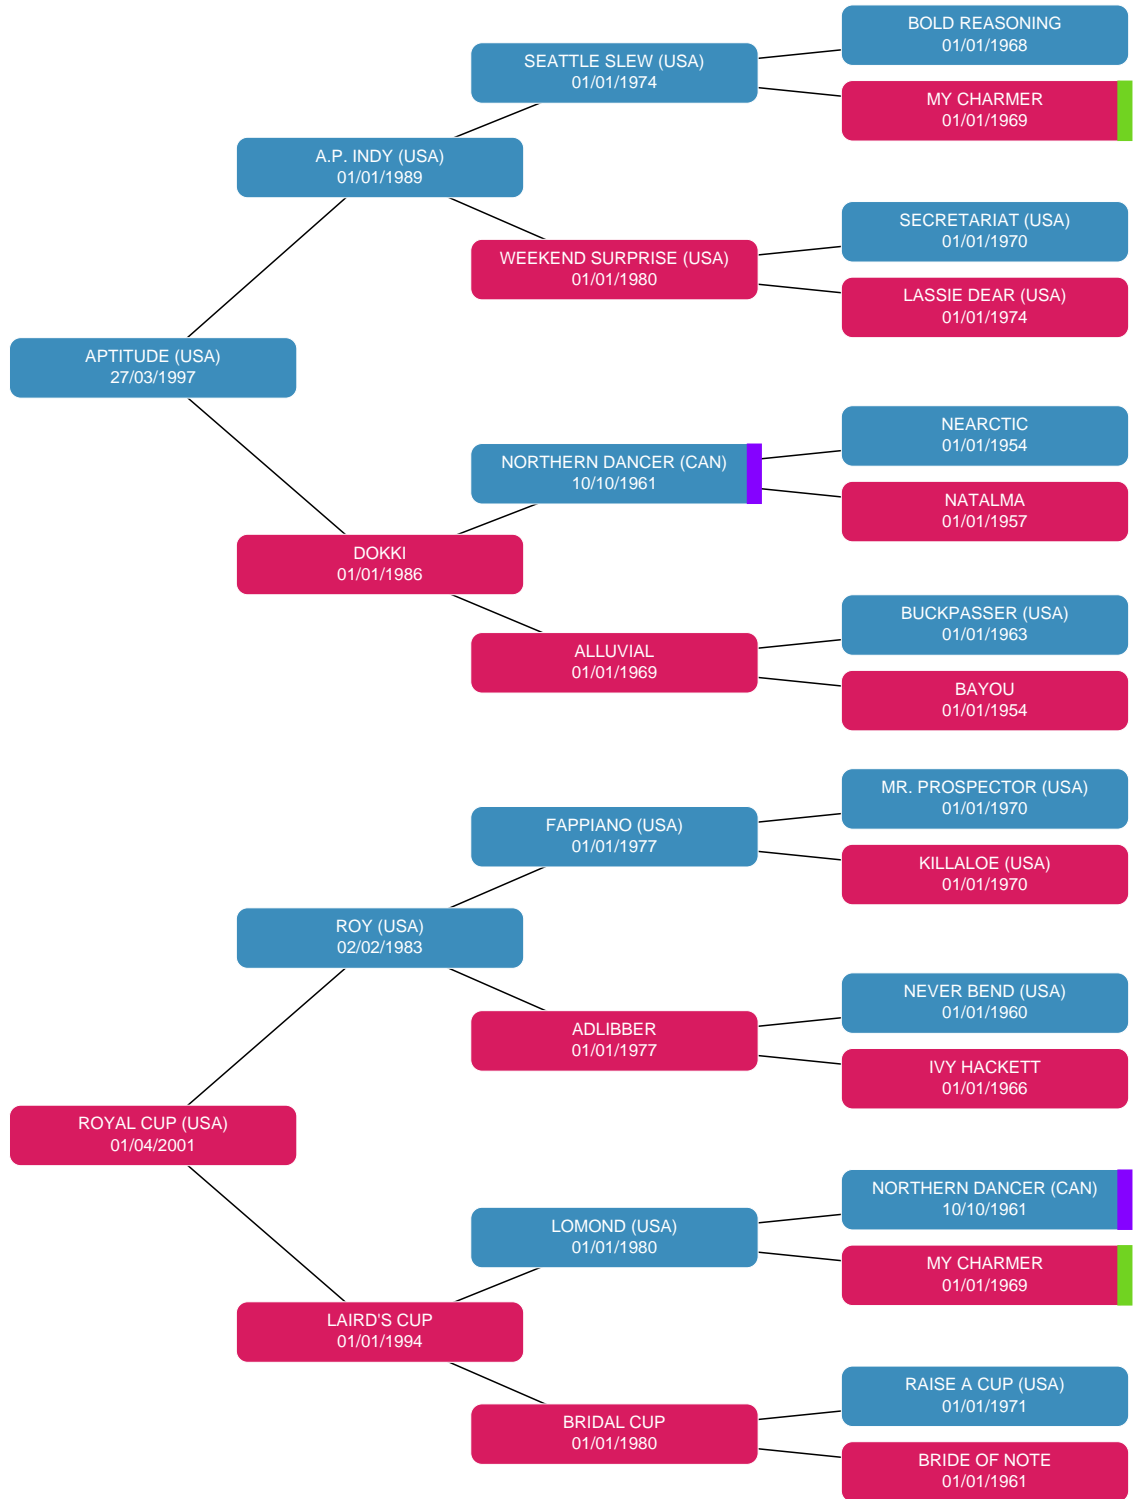 BOLD REASONING
01/01/1968
SEATTLE SLEW (USA)
01/01/1974
MY CHARMER
01/01/1969
A.P. INDY (USA)
01/01/1989
SECRETARIAT (USA)
01/01/1970
WEEKEND SURPRISE (USA)
01/01/1980
LASSIE DEAR (USA)
01/01/1974
APTITUDE (USA)
27/03/1997
NEARCTIC
01/01/1954
NORTHERN DANCER (CAN)
10/10/1961
NATALMA
01/01/1957
DOKKI
01/01/1986
BUCKPASSER (USA)
01/01/1963
ALLUVIAL
01/01/1969
BAYOU
01/01/1954
MR. PROSPECTOR (USA)
01/01/1970
FAPPIANO (USA)
01/01/1977
KILLALOE (USA)
01/01/1970
ROY (USA)
02/02/1983
NEVER BEND (USA)
01/01/1960
ADLIBBER
01/01/1977
IVY HACKETT
01/01/1966
ROYAL CUP (USA)
01/04/2001
NORTHERN DANCER (CAN)
10/10/1961
LOMOND (USA)
01/01/1980
MY CHARMER
01/01/1969
LAIRD'S CUP
01/01/1994
RAISE A CUP (USA)
01/01/1971
BRIDAL CUP
01/01/1980
BRIDE OF NOTE
01/01/1961